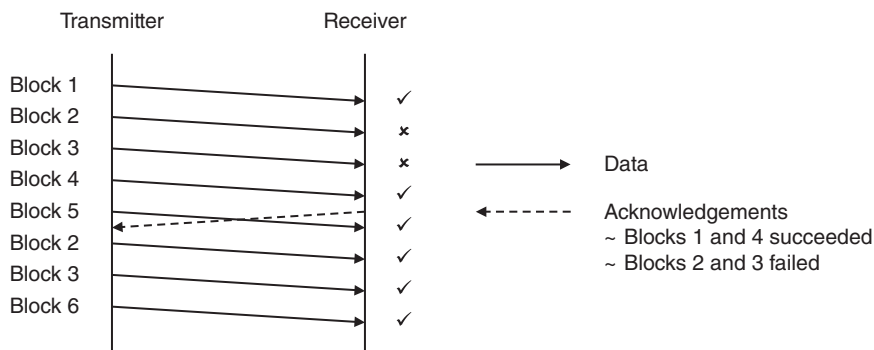 Transmitter
Receiver
Block 1
Block 2
Block 3
Block 4
Block 5
Block 2
Block 3
Block 6
Data
Acknowledgements
~ Blocks 1 and 4 succeeded
~ Blocks 2 and 3 failed